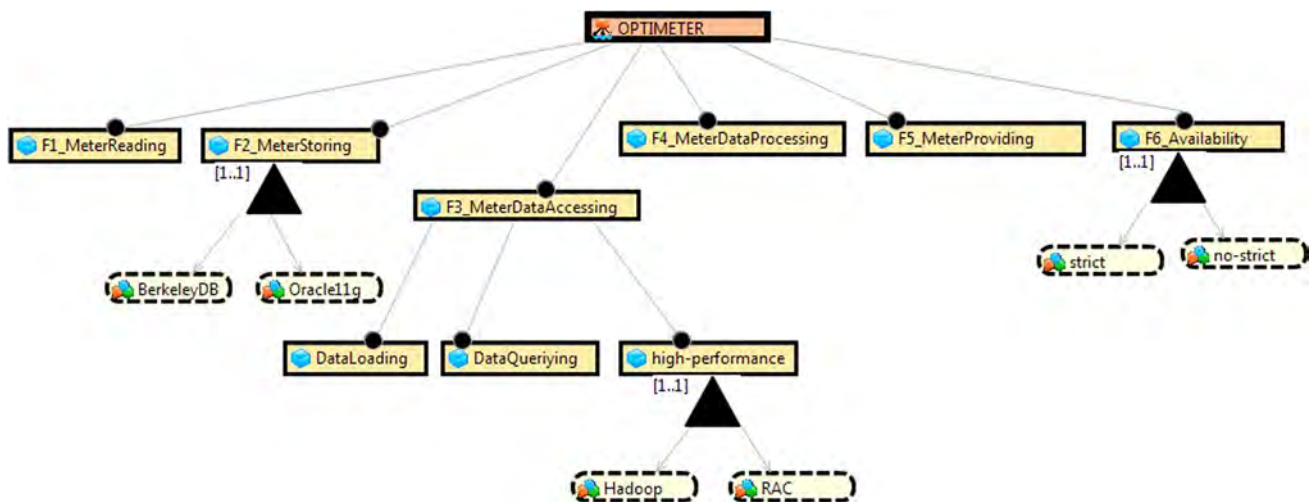 OPTIMETER
F1_MeterReading
F2_MeterStoring
F4_MeterDataProcessing
F5_MeterProviding
F6_Availability
[1..1]
[1..1]
F3_MeterDataAccessing
BerkeleyDB
Oracle11g
strict
no-strict
DataLoading
DataQueriying
high-performance
[1..1]
Hadoop
RAC